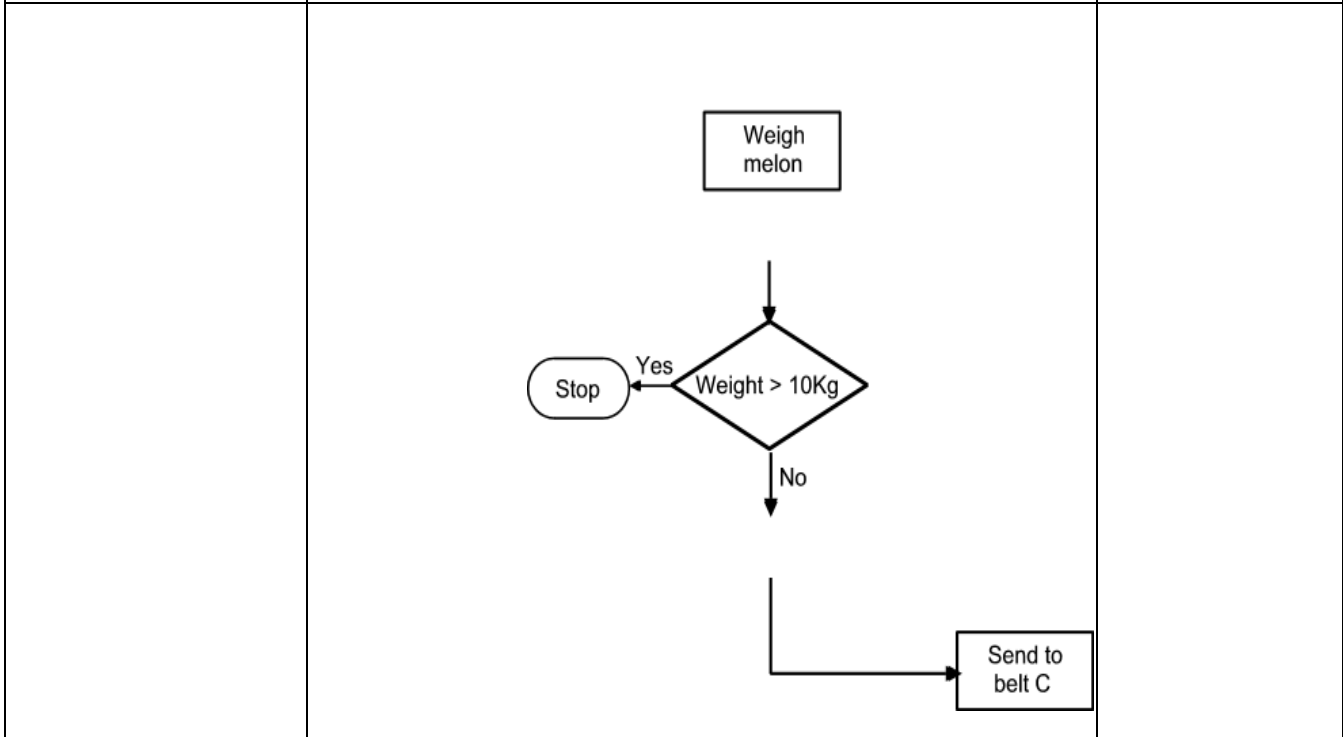 Weigh
melon
Yes
Stop
Weight > 10Kg
No
Send to
belt C